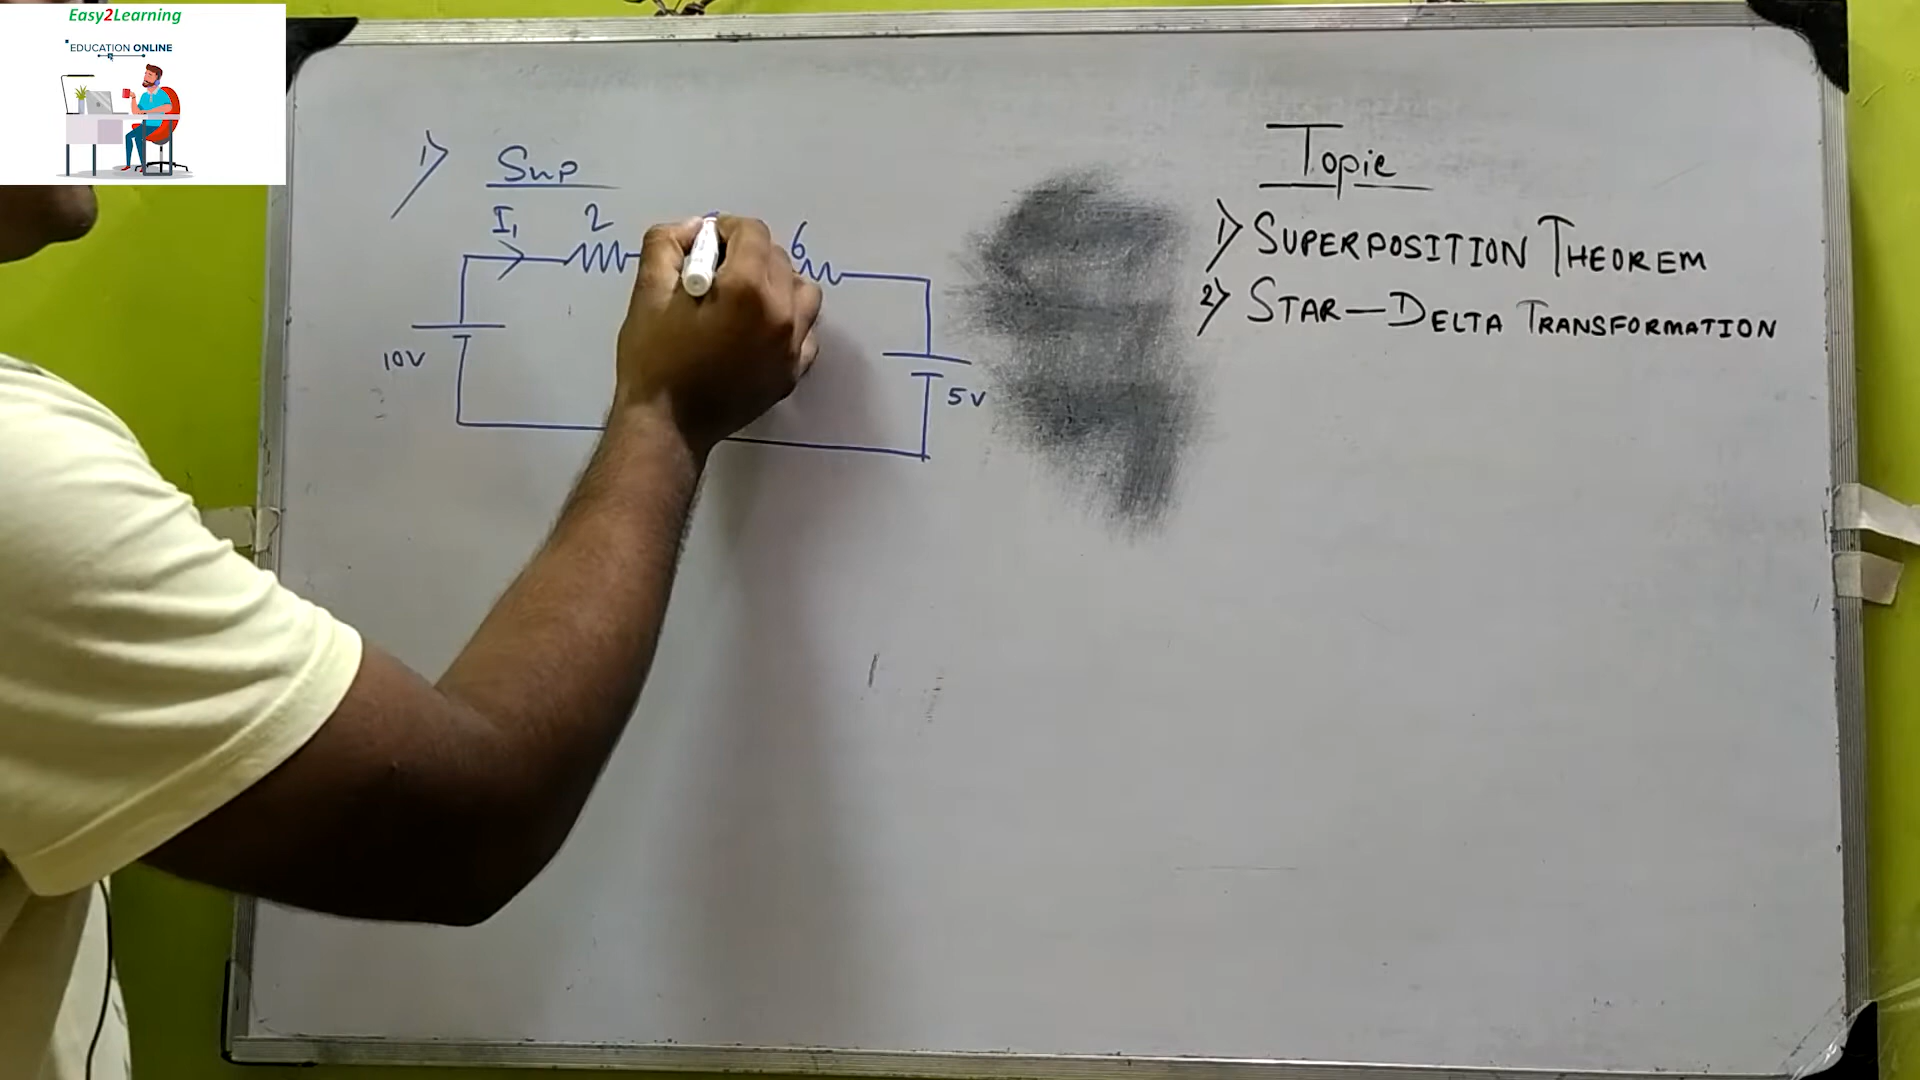 Easy2Learning
EDUCATION ONLINE
1) Sup
I1 2 6
10V
5V
Topic
1) SUPERPOSITION THEOREM
2) STAR—DELTA TRANSFORMATION